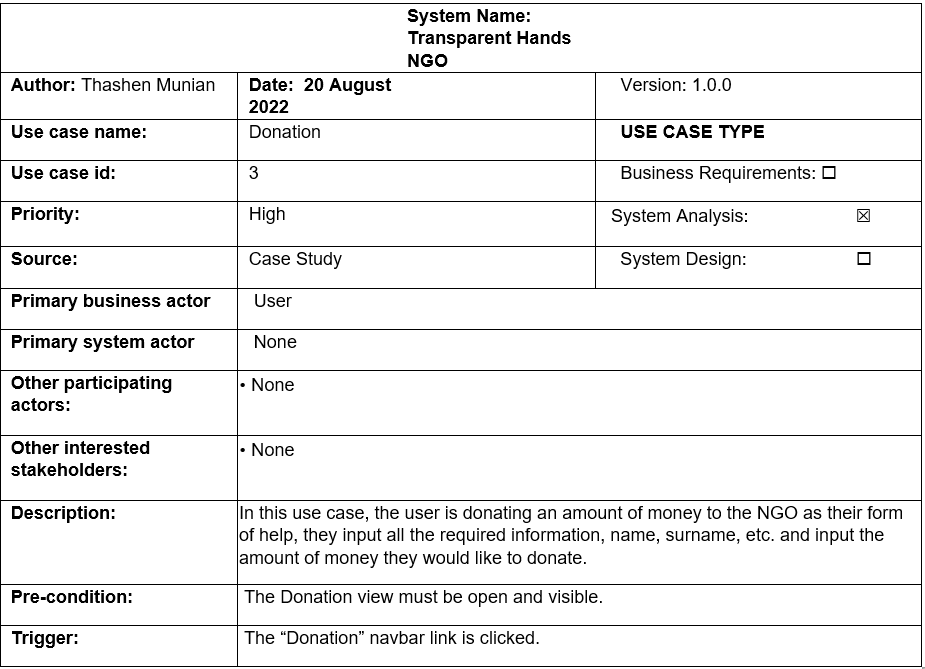 System Name:
Transparent Hands
NGO
Author: Thashen Munian
Date: 20 August
2022
Version: 1.0.0
Use case name:
Donation
USE CASE TYPE
Use case id:
3
Business Requirements: ☐
Priority:
High
System Analysis: ☒
Source:
Case Study
System Design: ☐
Primary business actor
User
Primary system actor
None
Other participating
actors:
• None
Other interested
stakeholders:
• None
Description:
In this use case, the user is donating an amount of money to the NGO as their form
of help, they input all the required information, name, surname, etc. and input the
amount of money they would like to donate.
Pre-condition:
The Donation view must be open and visible.
Trigger:
The “Donation” navbar link is clicked.